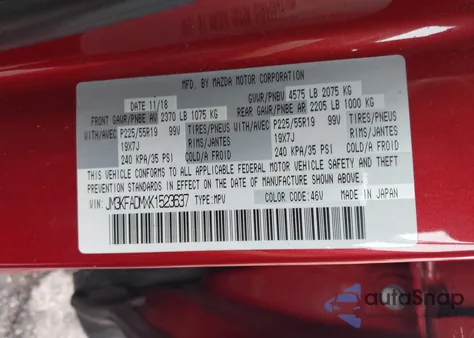 MFD. BY MAZDA MOTOR CORPORATION
DATE 11/18
GVWR/PNBV 4575 LB 2075 KG
FRONT GAWR/PNBE AV 2370 LB 1075 KG
REAR GAWR/PNBE AR 2205 LB 1000 KG
WITH/AVEC P225/55R19 99V TIRES/PNEUS
19X7J RIMS/JANTES
240 KPA/35 PSI COLD/A FROID
WITH/AVEC P225/55R19 99V TIRES/PNEUS
19X7J RIMS/JANTES
240 KPA/35 PSI COLD/A FROID
THIS VEHICLE CONFORMS TO ALL APPLICABLE FEDERAL MOTOR VEHICLE SAFETY, BUMPER, AND THEFT
PREVENTION STANDARDS IN EFFECT ON THE DATE OF MANUFACTURE SHOWN ABOVE.
VIN: JM3KFADMXK1523637 TYPE:MPV COLOR CODE:46V MADE IN JAPAN
autoSnap